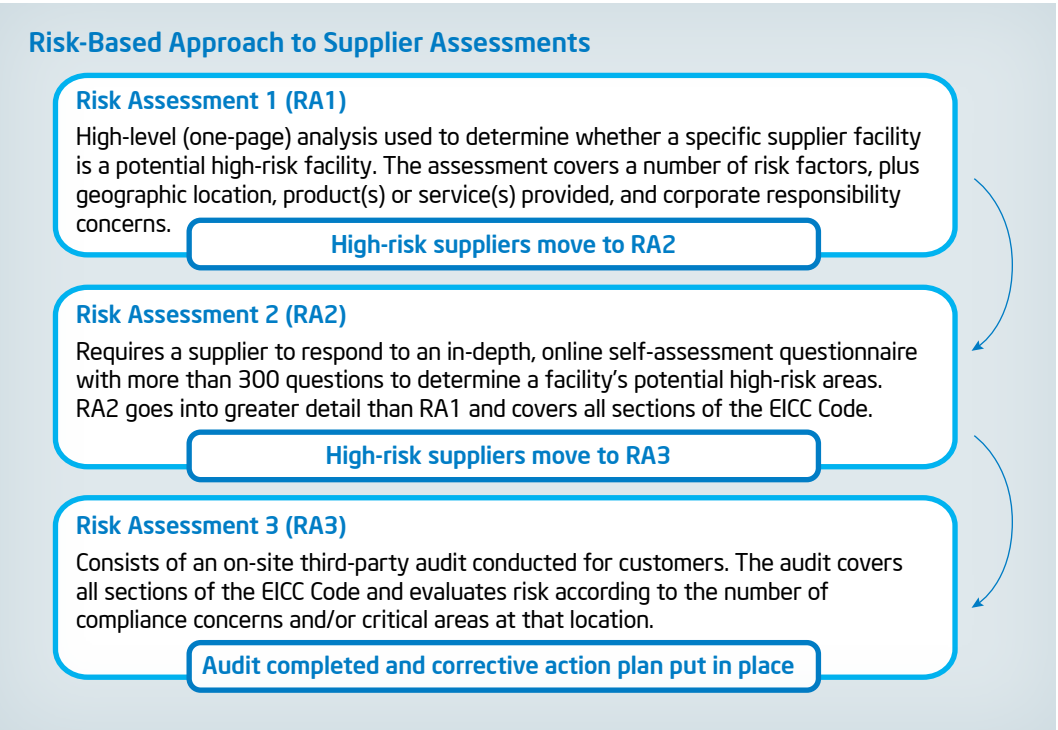 Risk-Based Approach to Supplier Assessments
Risk Assessment 1 (RA1)
High-level (one-page) analysis used to determine whether a specific supplier facility
is a potential high-risk facility. The assessment covers a number of risk factors, plus
geographic location, product(s) or service(s) provided, and corporate responsibility
concerns.
High-risk suppliers move to RA2
Risk Assessment 2 (RA2)
Requires a supplier to respond to an in-depth, online self-assessment questionnaire
with more than 300 questions to determine a facility's potential high-risk areas.
RA2 goes into greater detail than RA1 and covers all sections of the EICC Code.
High-risk suppliers move to RA3
Risk Assessment 3 (RA3)
Consists of an on-site third-party audit conducted for customers. The audit covers
all sections of the EICC Code and evaluates risk according to the number of
compliance concerns and/or critical areas at that location.
Audit completed and corrective action plan put in place